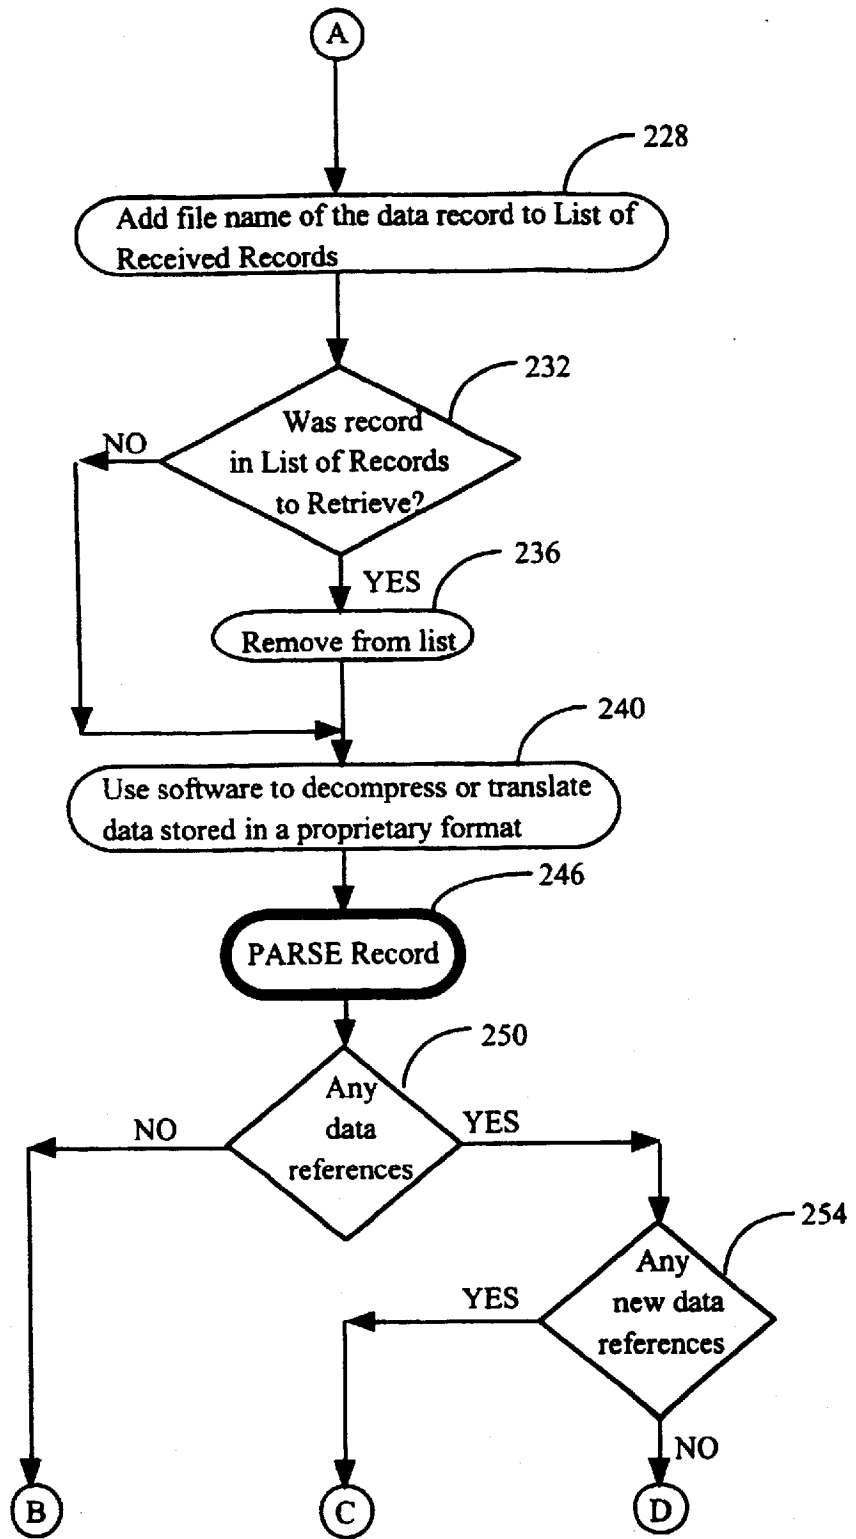 A
228
Add file name of the data record to List of
Received Records
232
Was record
in List of Records
to Retrieve?
NO
236
YES
Remove from list
240
Use software to decompress or translate
data stored in a proprietary format
246
PARSE Record
250
Any
data
references
NO
YES
254
Any
new data
references
YES
NO
B
C
D